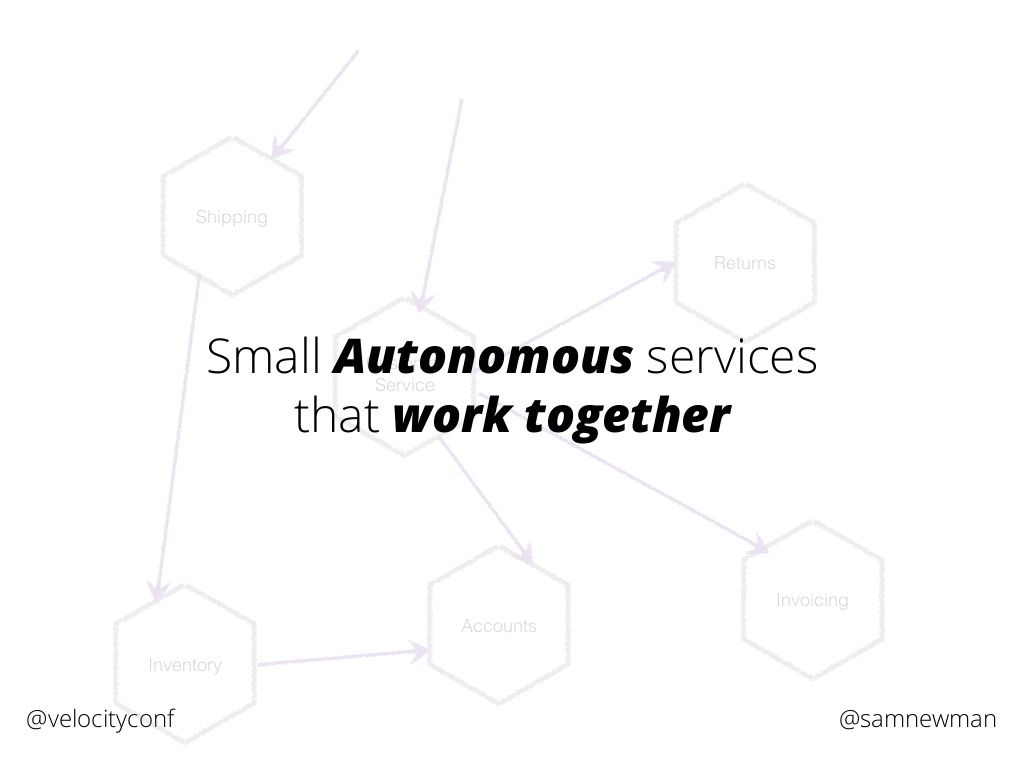 Shipping
Returns
Small Autonomous services
Service
that work together
Invoicing
Accounts
Inventory
@velocityconf
@samnewman